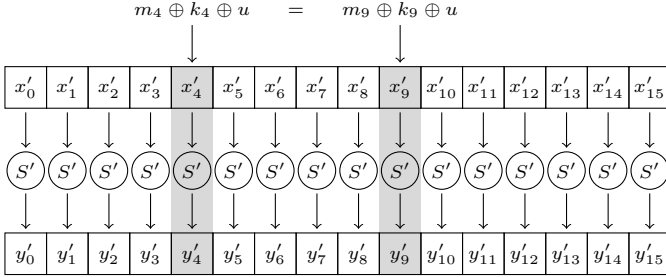 m₄ ⊕ k₄ ⊕ u = m₉ ⊕ k₉ ⊕ u
x′₀ x′₁ x′₂ x′₃ x′₄ x′₅ x′₆ x′₇ x′₈ x′₉ x′₁₀ x′₁₁ x′₁₂ x′₁₃ x′₁₄ x′₁₅
S′ S′ S′ S′ S′ S′ S′ S′ S′ S′ S′ S′ S′ S′ S′ S′
y′₀ y′₁ y′₂ y′₃ y′₄ y′₅ y′₆ y′₇ y′₈ y′₉ y′₁₀ y′₁₁ y′₁₂ y′₁₃ y′₁₄ y′₁₅